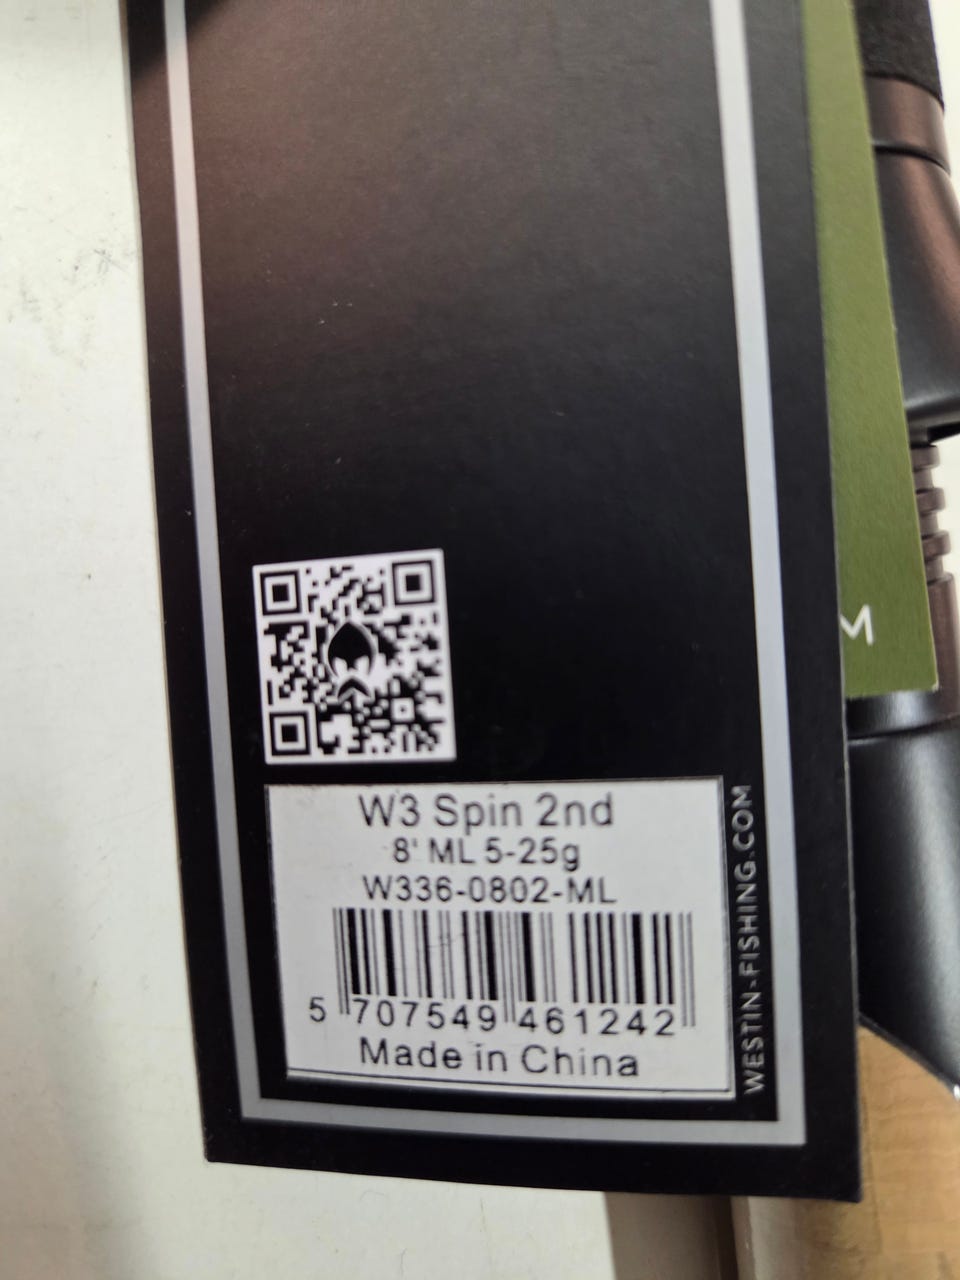 W3 Spin 2nd
8' ML 5-25g
W336-0802-ML
5 707549 461242
Made in China
WESTIN-FISHING.COM
M